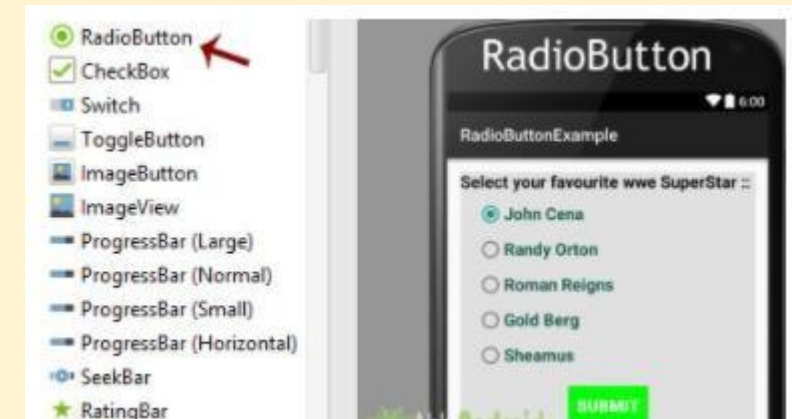 RadioButton
CheckBox
Switch
ToggleButton
ImageButton
ImageView
ProgressBar (Large)
ProgressBar (Normal)
ProgressBar (Small)
ProgressBar (Horizontal)
SeekBar
RatingBar
RadioButton
6:00
RadioButtonExample
Select your favourite wwe SuperStar ::
John Cena
Randy Orton
Roman Reigns
Gold Berg
Sheamus
SUBMIT